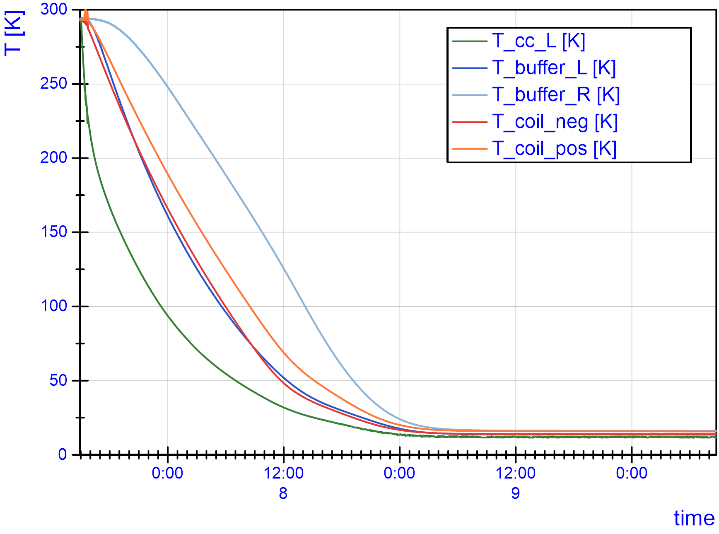 T [K]
300
250
200
150
100
50
0
T_cc_L [K]
T_buffer_L [K]
T_buffer_R [K]
T_coil_neg [K]
T_coil_pos [K]
0:00 12:00 0:00 12:00 0:00
8 9
time